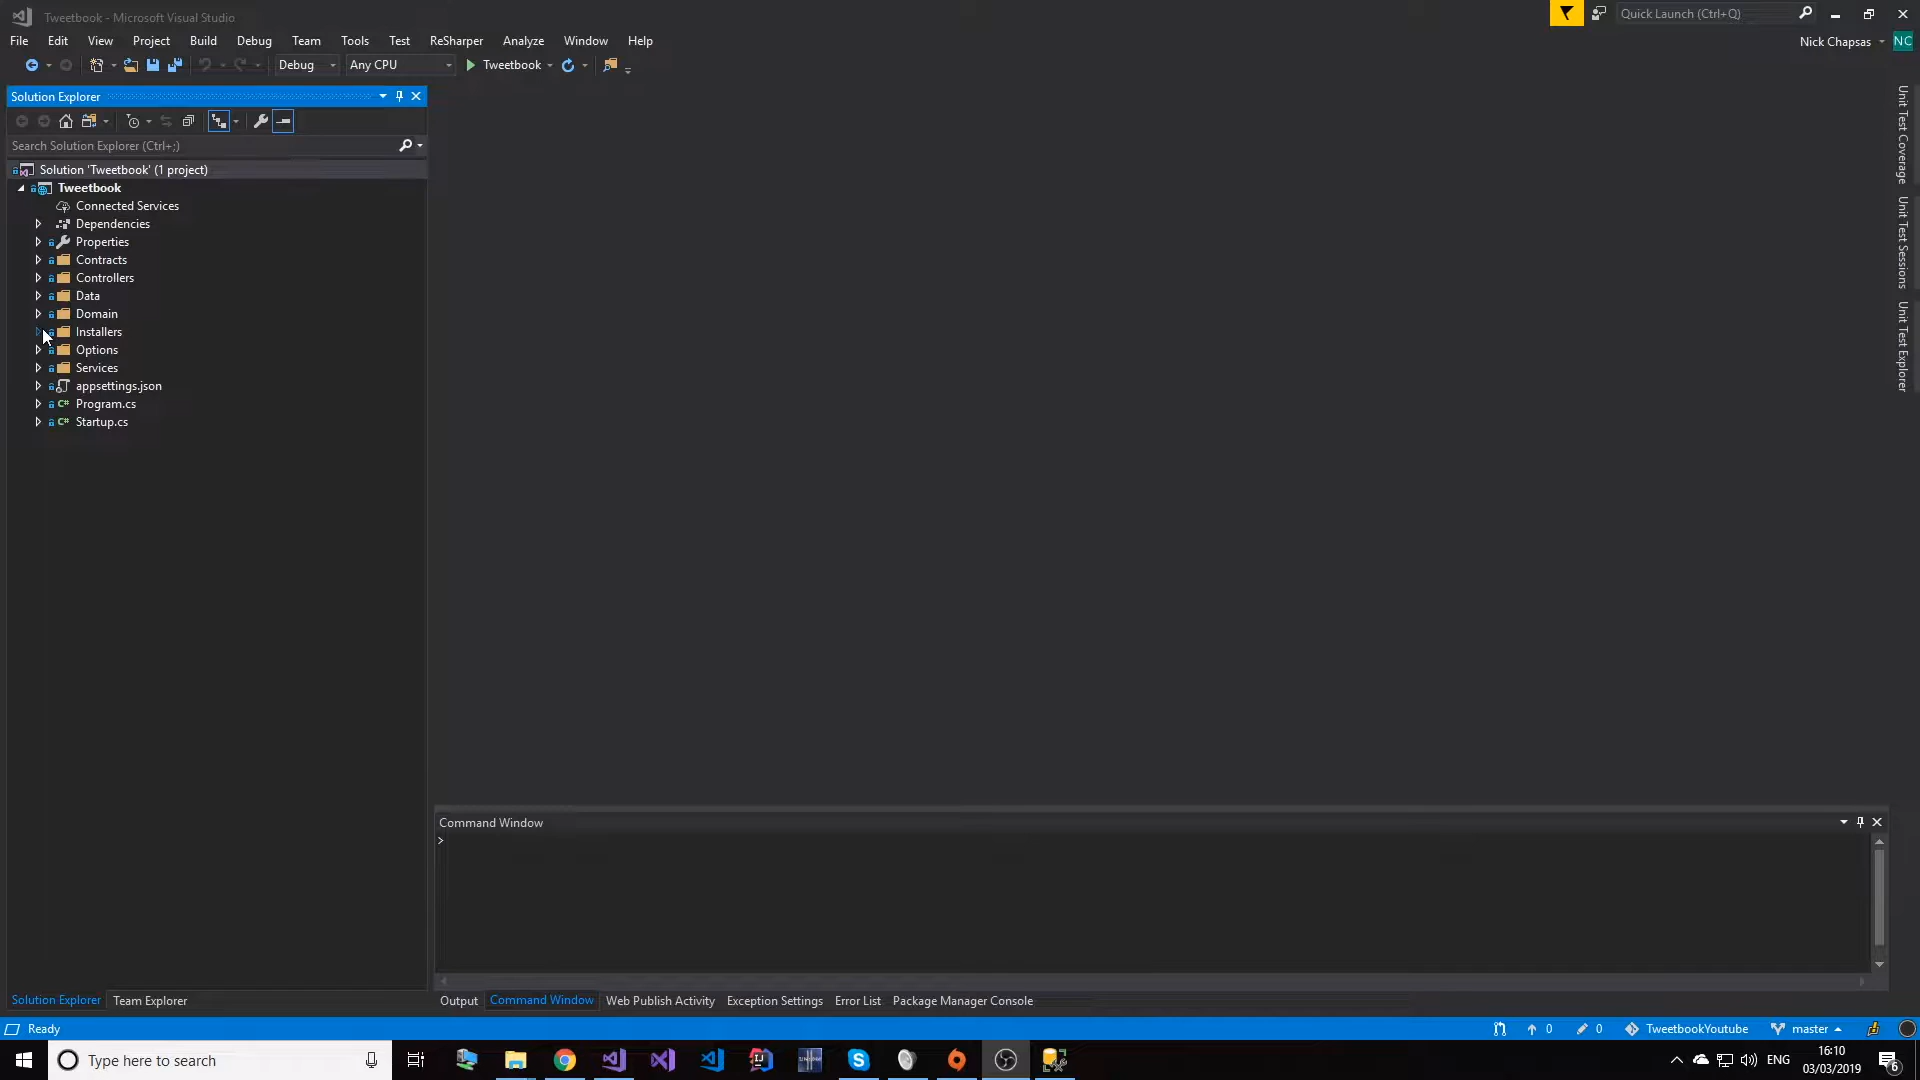 Tweetbook - Microsoft Visual Studio
Quick Launch (Ctrl+Q)
File Edit View Project Build Debug Team Tools Test ReSharper Analyze Window Help
Nick Chapsas NC
Debug Any CPU Tweetbook
Solution Explorer
Search Solution Explorer (Ctrl+;)
Solution 'Tweetbook' (1 project)
Tweetbook
Connected Services
Dependencies
Properties
Contracts
Controllers
Data
Domain
Installers
Options
Services
appsettings.json
C# Program.cs
C# Startup.cs
Unit Test Coverage
Unit Test Sessions
Unit Test Explorer
Command Window
>
Solution Explorer Team Explorer
Output Command Window Web Publish Activity Exception Settings Error List Package Manager Console
Ready
0 0 TweetbookYoutube master
Type here to search
ENG
16:10
03/03/2019
6